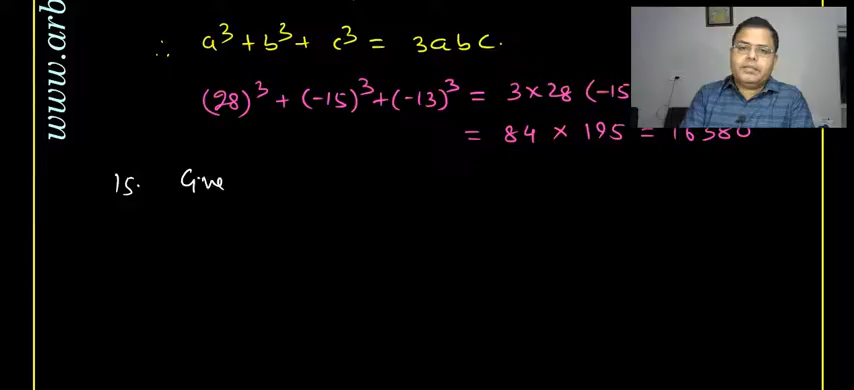 www.arb
∴ a³ + b³ + c³ = 3abc.
(28)³ + (-15)³ + (-13)³ = 3 × 28 (-15
= 84 × 195 = 16380
15. Give